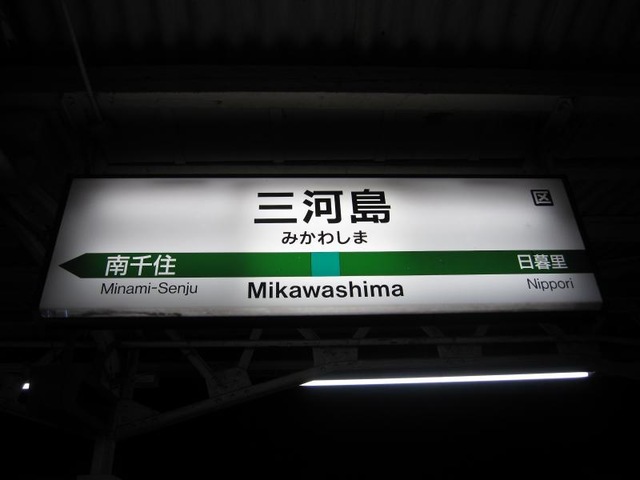 三河島
区
みかわしま
南千住
日暮里
Minami-Senju
Mikawashima
Nippori